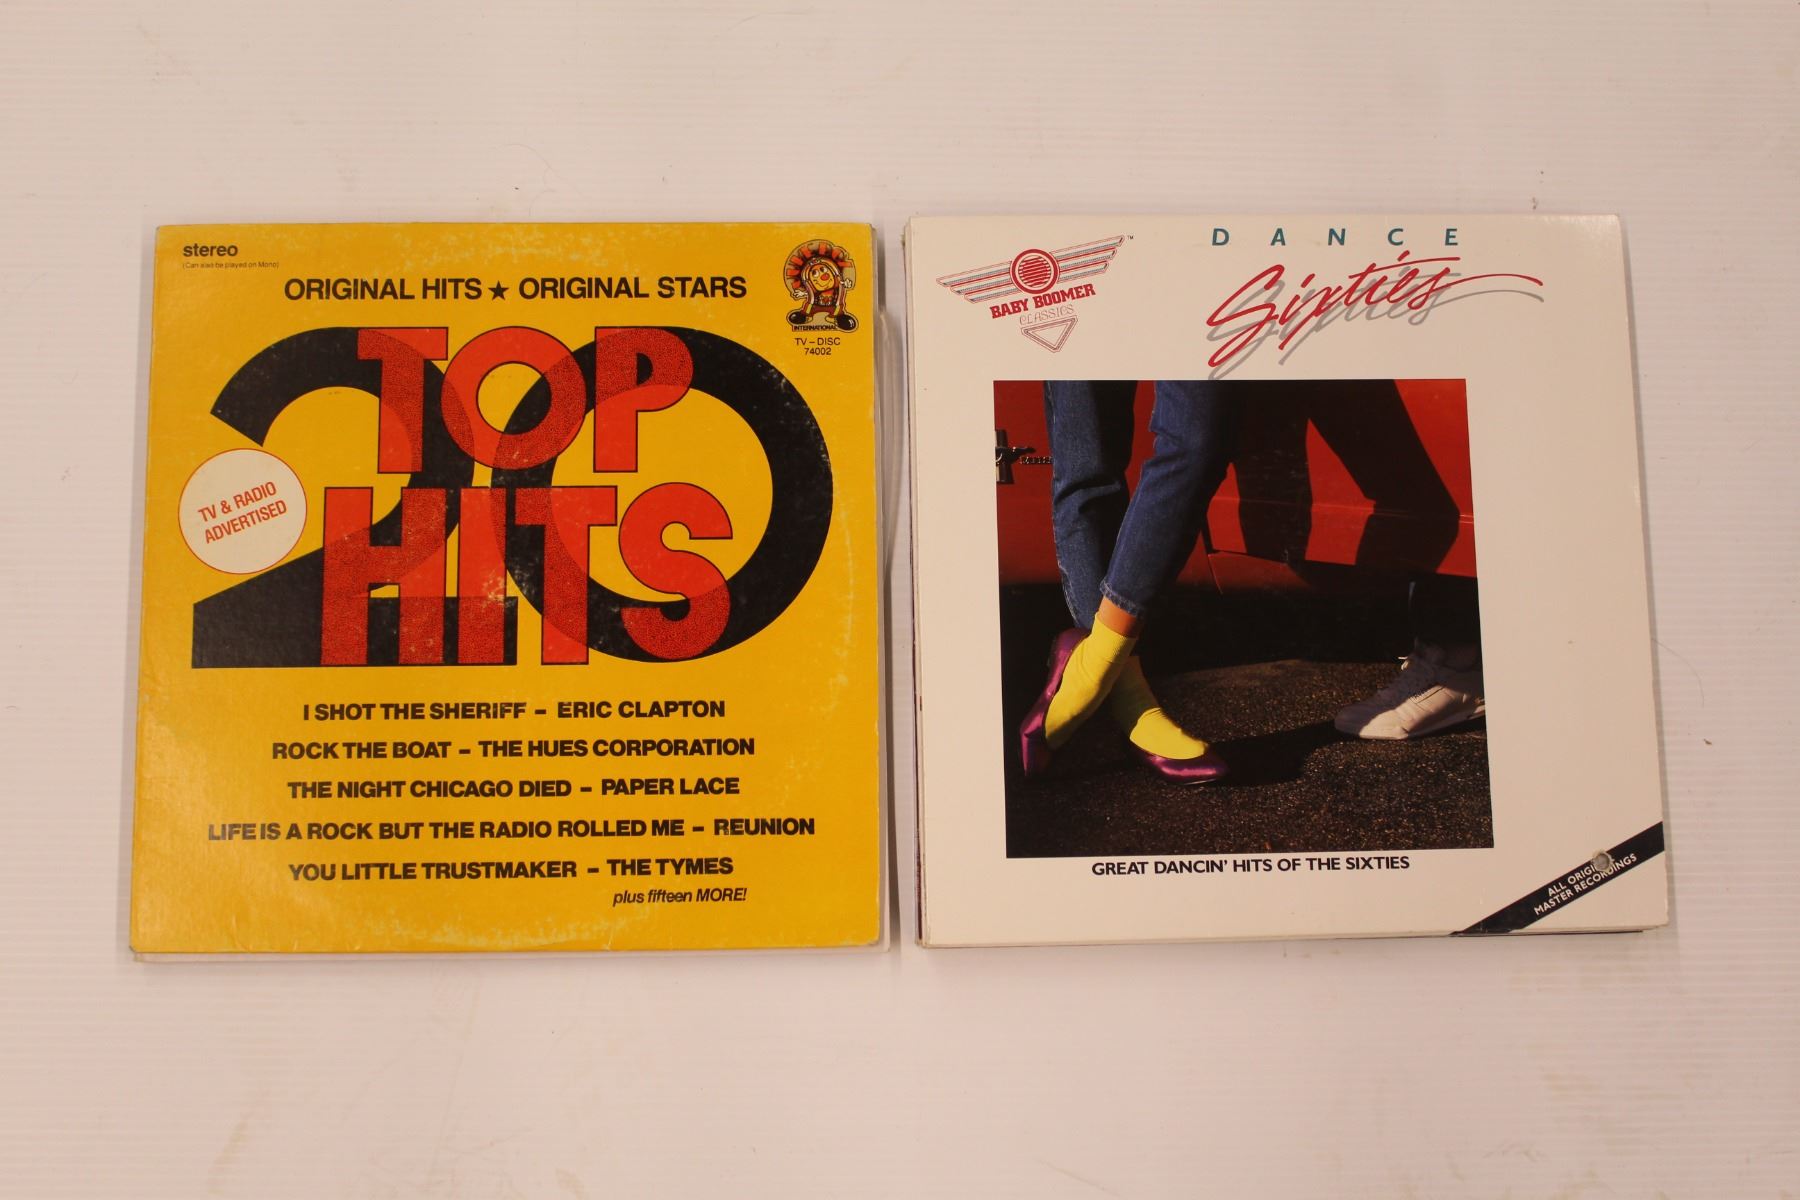 stereo
(Can also be played on Mono)
ORIGINAL HITS ★ ORIGINAL STARS
INTERNATIONAL
TV – DISC
74002
20
TOP
HITS
TV & RADIO
ADVERTISED
I SHOT THE SHERIFF – ERIC CLAPTON
ROCK THE BOAT – THE HUES CORPORATION
THE NIGHT CHICAGO DIED – PAPER LACE
LIFE IS A ROCK BUT THE RADIO ROLLED ME – REUNION
YOU LITTLE TRUSTMAKER – THE TYMES
plus fifteen MORE!
BABY BOOMER
CLASSICS
TM
DANCE
Sixties
GREAT DANCIN' HITS OF THE SIXTIES
ALL
MASTER RECORDINGS